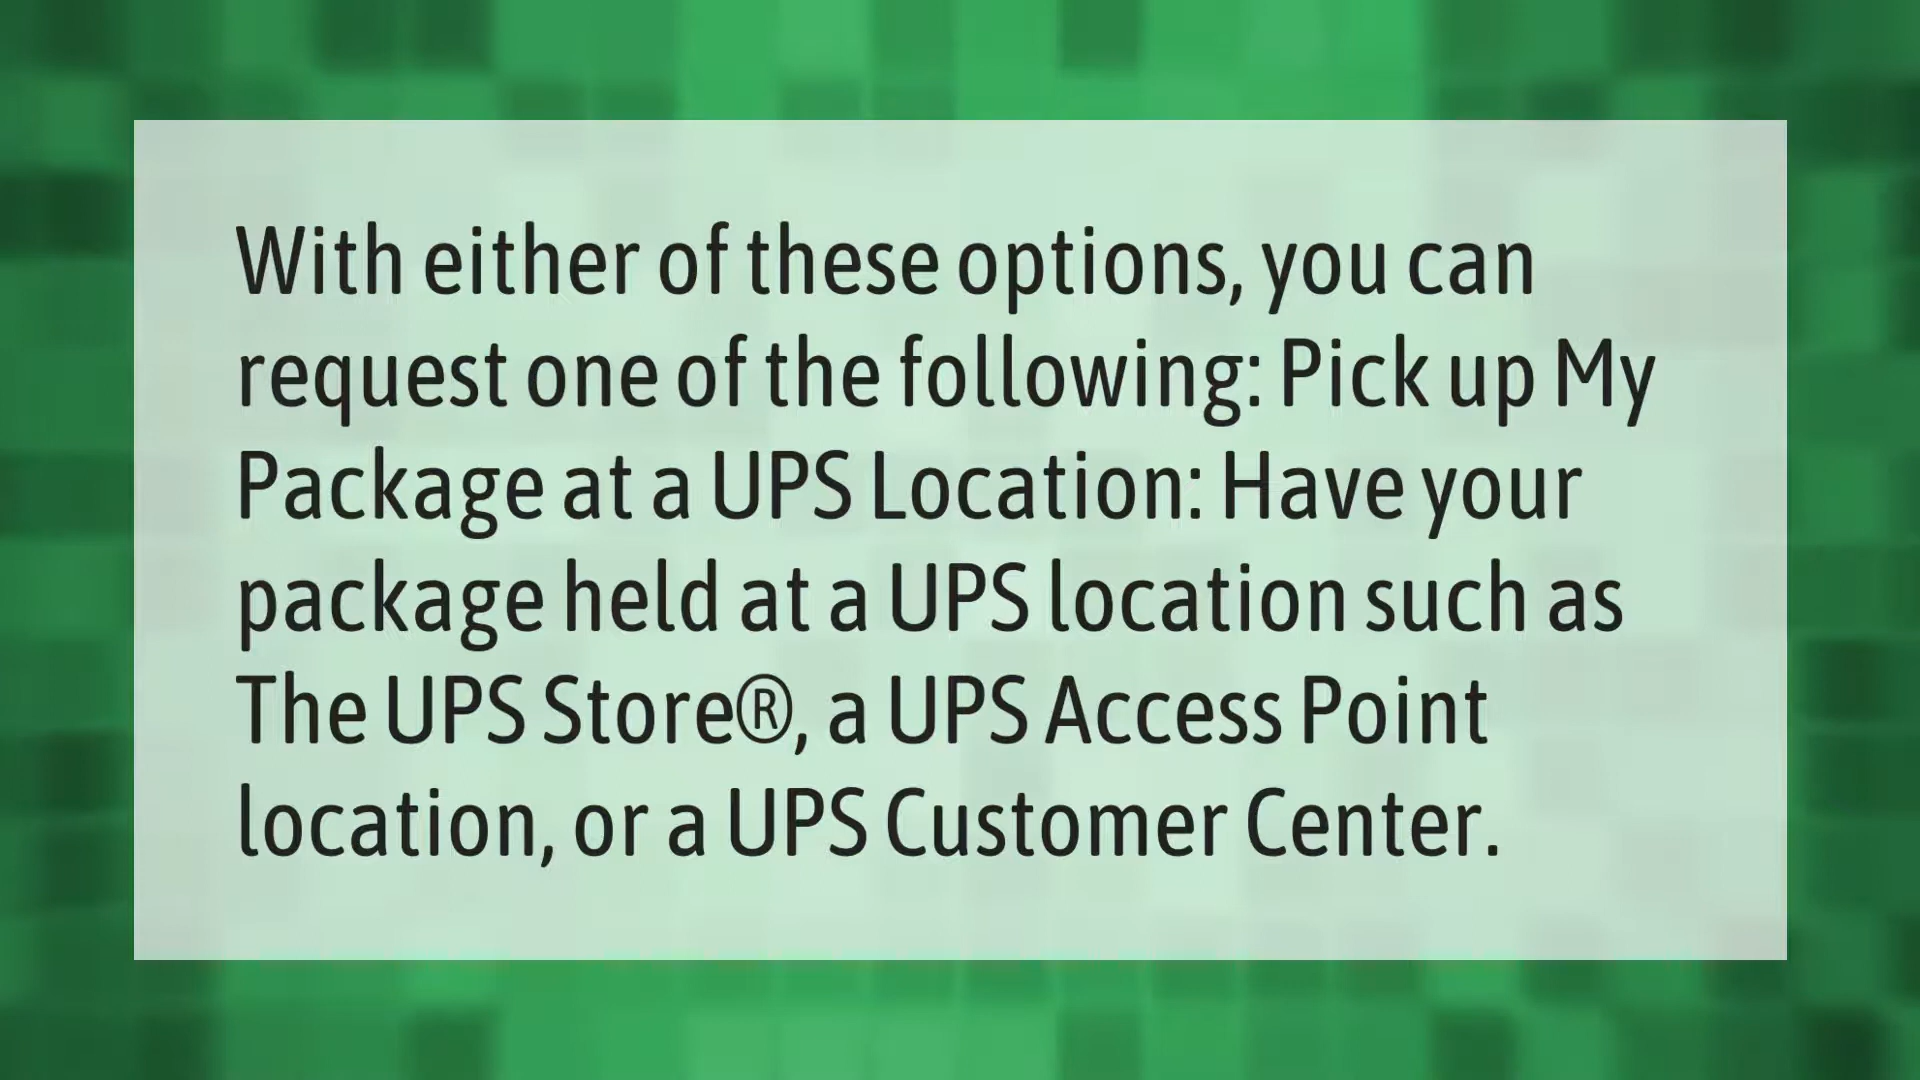 With either of these options, you can
request one of the following: Pick up My
Package at a UPS Location: Have your
package held at a UPS location such as
The UPS Store®, a UPS Access Point
location, or a UPS Customer Center.